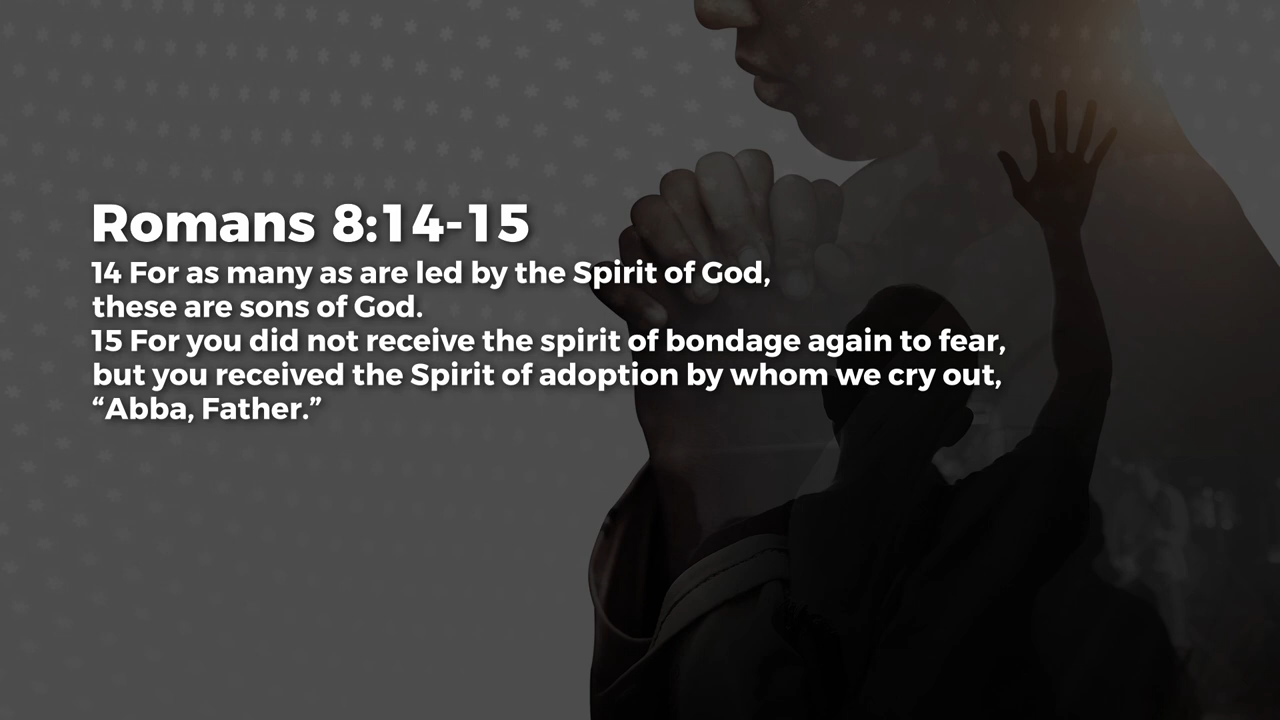 Romans 8:14-15
14 For as many as are led by the Spirit of God,
these are sons of God.
15 For you did not receive the spirit of bondage again to fear,
but you received the Spirit of adoption by whom we cry out,
“Abba, Father.”